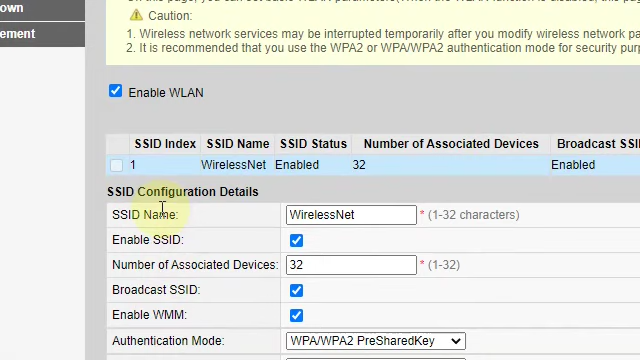 own
ement
Caution:
1. Wireless network services may be interrupted temporarily after you modify wireless network
2. It is recommended that you use the WPA2 or WPA/WPA2 authentication mode for security
Enable WLAN
SSID Index SSID Name SSID Status Number of Associated Devices Broadcast SSI
1 WirelessNet Enabled 32 Enabled
SSID Configuration Details
SSID Name: WirelessNet * (1-32 characters)
Enable SSID:
Number of Associated Devices: 32 * (1-32)
Broadcast SSID:
Enable WMM:
Authentication Mode: WPA/WPA2 PreSharedKey